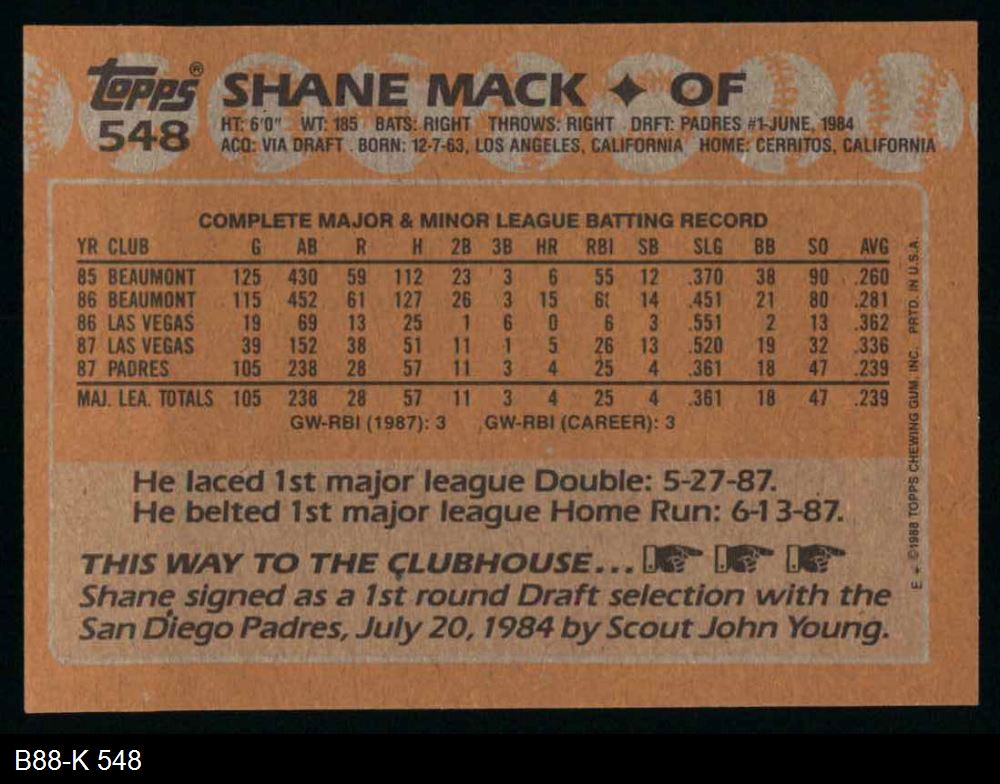 topps® SHANE MACK ✦ OF
548
HT: 6'0" WT: 185 BATS: RIGHT THROWS: RIGHT DRFT: PADRES #1-JUNE, 1984
ACQ: VIA DRAFT BORN: 12-7-63, LOS ANGELES, CALIFORNIA HOME: CERRITOS, CALIFORNIA
COMPLETE MAJOR & MINOR LEAGUE BATTING RECORD
YR CLUB G AB R H 2B 3B HR RBI SB SLG BB SO AVG
85 BEAUMONT 125 430 59 112 23 3 6 55 12 .370 38 90 .260
86 BEAUMONT 115 452 61 127 26 3 15 14 .451 21 80 .281
86 LAS VEGAS 19 69 13 25 1 6 0 6 3 .551 2 13 .362
87 LAS VEGAS 39 152 38 51 11 1 5 26 13 .520 19 32 .336
87 PADRES 105 238 28 57 11 3 4 25 4 .361 18 47 .239
MAJ. LEA. TOTALS 105 238 28 57 11 3 4 25 4 .361 18 47 .239
GW-RBI (1987): 3 GW-RBI (CAREER): 3
He laced 1st major league Double: 5-27-87.
He belted 1st major league Home Run: 6-13-87.
THIS WAY TO THE CLUBHOUSE...
Shane signed as a 1st round Draft selection with the
San Diego Padres, July 20, 1984 by Scout John Young.
E * ©1988 TOPPS CHEWING GUM, INC. PRTD. IN U.S.A.
B88-K 548